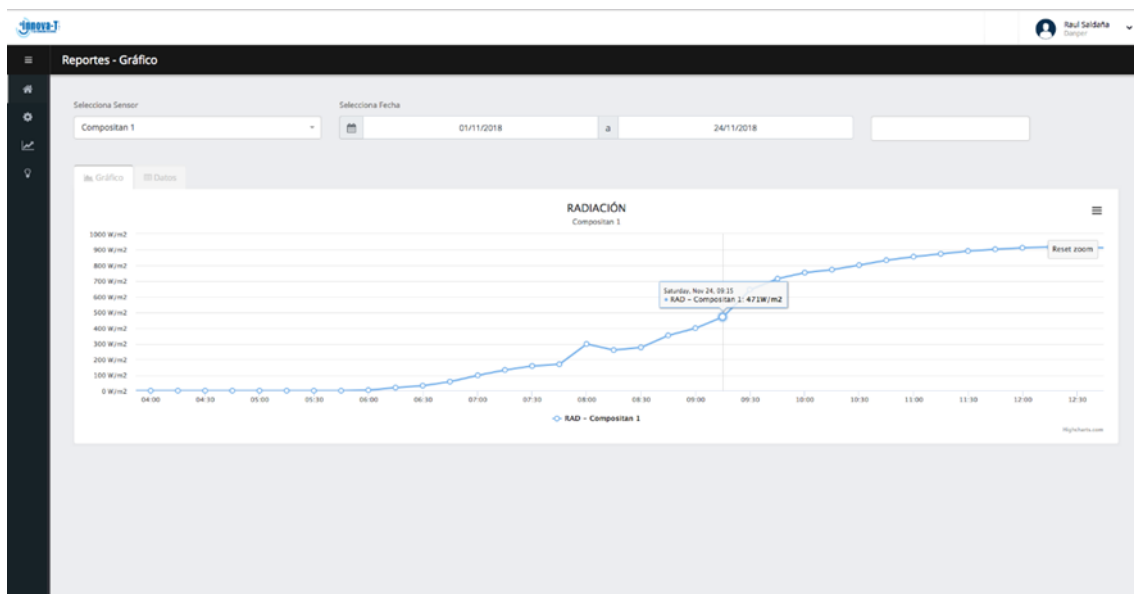 innova-T
Raul Saldaña
Danper
Reportes - Gráfico
Selecciona Sensor
Selecciona Fecha
Compositan 1
01/11/2018
a
24/11/2018
Gráfico
Datos
RADIACIÓN
Compositan 1
1000 W/m2
900 W/m2
800 W/m2
700 W/m2
600 W/m2
500 W/m2
400 W/m2
300 W/m2
200 W/m2
100 W/m2
0 W/m2
Reset zoom
Saturday, Nov 24, 09:15
RAD - Compositan 1: 471W/m2
04:00 04:30 05:00 05:30 06:00 06:30 07:00 07:30 08:00 08:30 09:00 09:30 10:00 10:30 11:00 11:30 12:00 12:30
RAD - Compositan 1
Highcharts.com